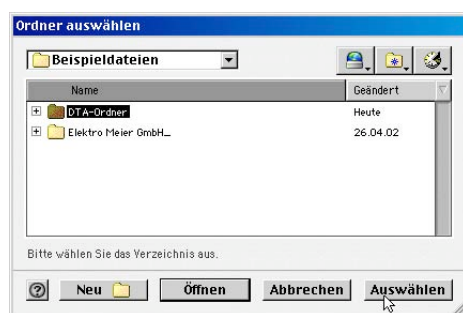 Ordner auswählen
Beispieldateien
Name Geändert
DTA-Ordner Heute
Elektro Meier GmbH_ 26.04.02
Bitte wählen Sie das Verzeichnis aus.
? Neu Öffnen Abbrechen Auswählen